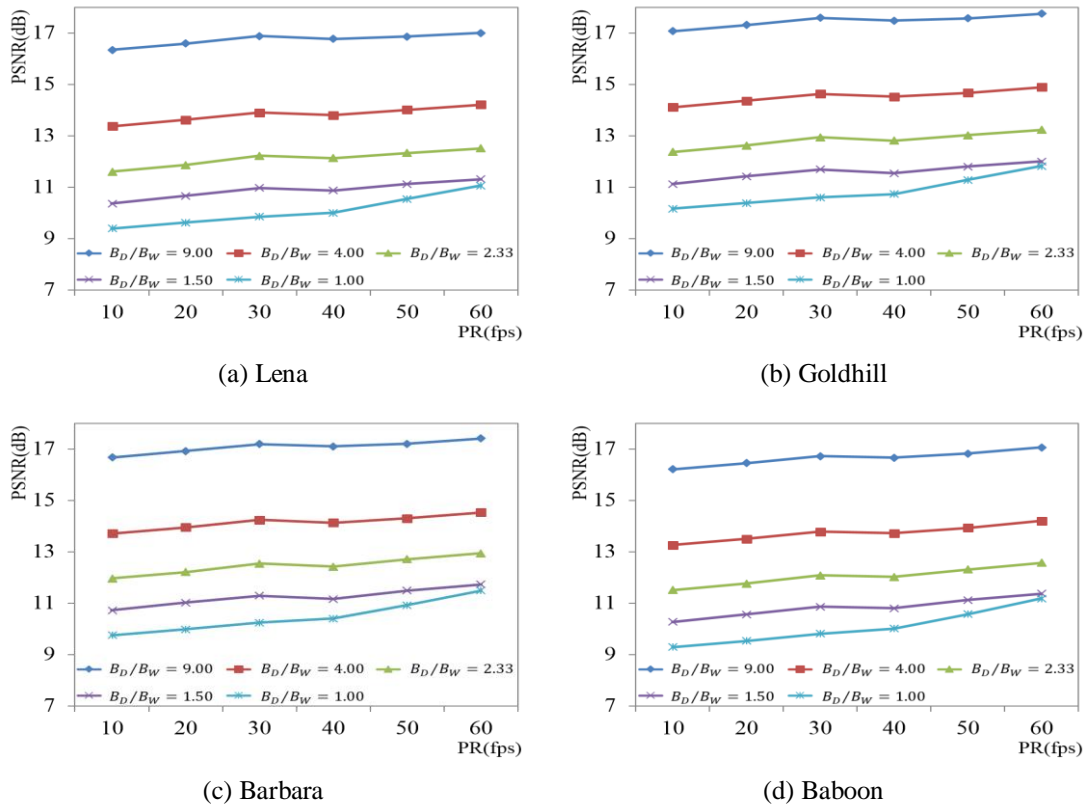 PSNR(dB)
17
15
13
11
9
7
B_D/B_W = 9.00 B_D/B_W = 4.00 B_D/B_W = 2.33
B_D/B_W = 1.50 B_D/B_W = 1.00
10 20 30 40 50 60
PR(fps)
(a) Lena
PSNR(dB)
17
15
13
11
9
7
B_D/B_W = 9.00 B_D/B_W = 4.00 B_D/B_W = 2.33
B_D/B_W = 1.50 B_D/B_W = 1.00
10 20 30 40 50 60
PR(fps)
(b) Goldhill
PSNR(dB)
17
15
13
11
9
7
B_D/B_W = 9.00 B_D/B_W = 4.00 B_D/B_W = 2.33
B_D/B_W = 1.50 B_D/B_W = 1.00
10 20 30 40 50 60
PR(fps)
(c) Barbara
PSNR(dB)
17
15
13
11
9
7
B_D/B_W = 9.00 B_D/B_W = 4.00 B_D/B_W = 2.33
B_D/B_W = 1.50 B_D/B_W = 1.00
10 20 30 40 50 60
PR(fps)
(d) Baboon